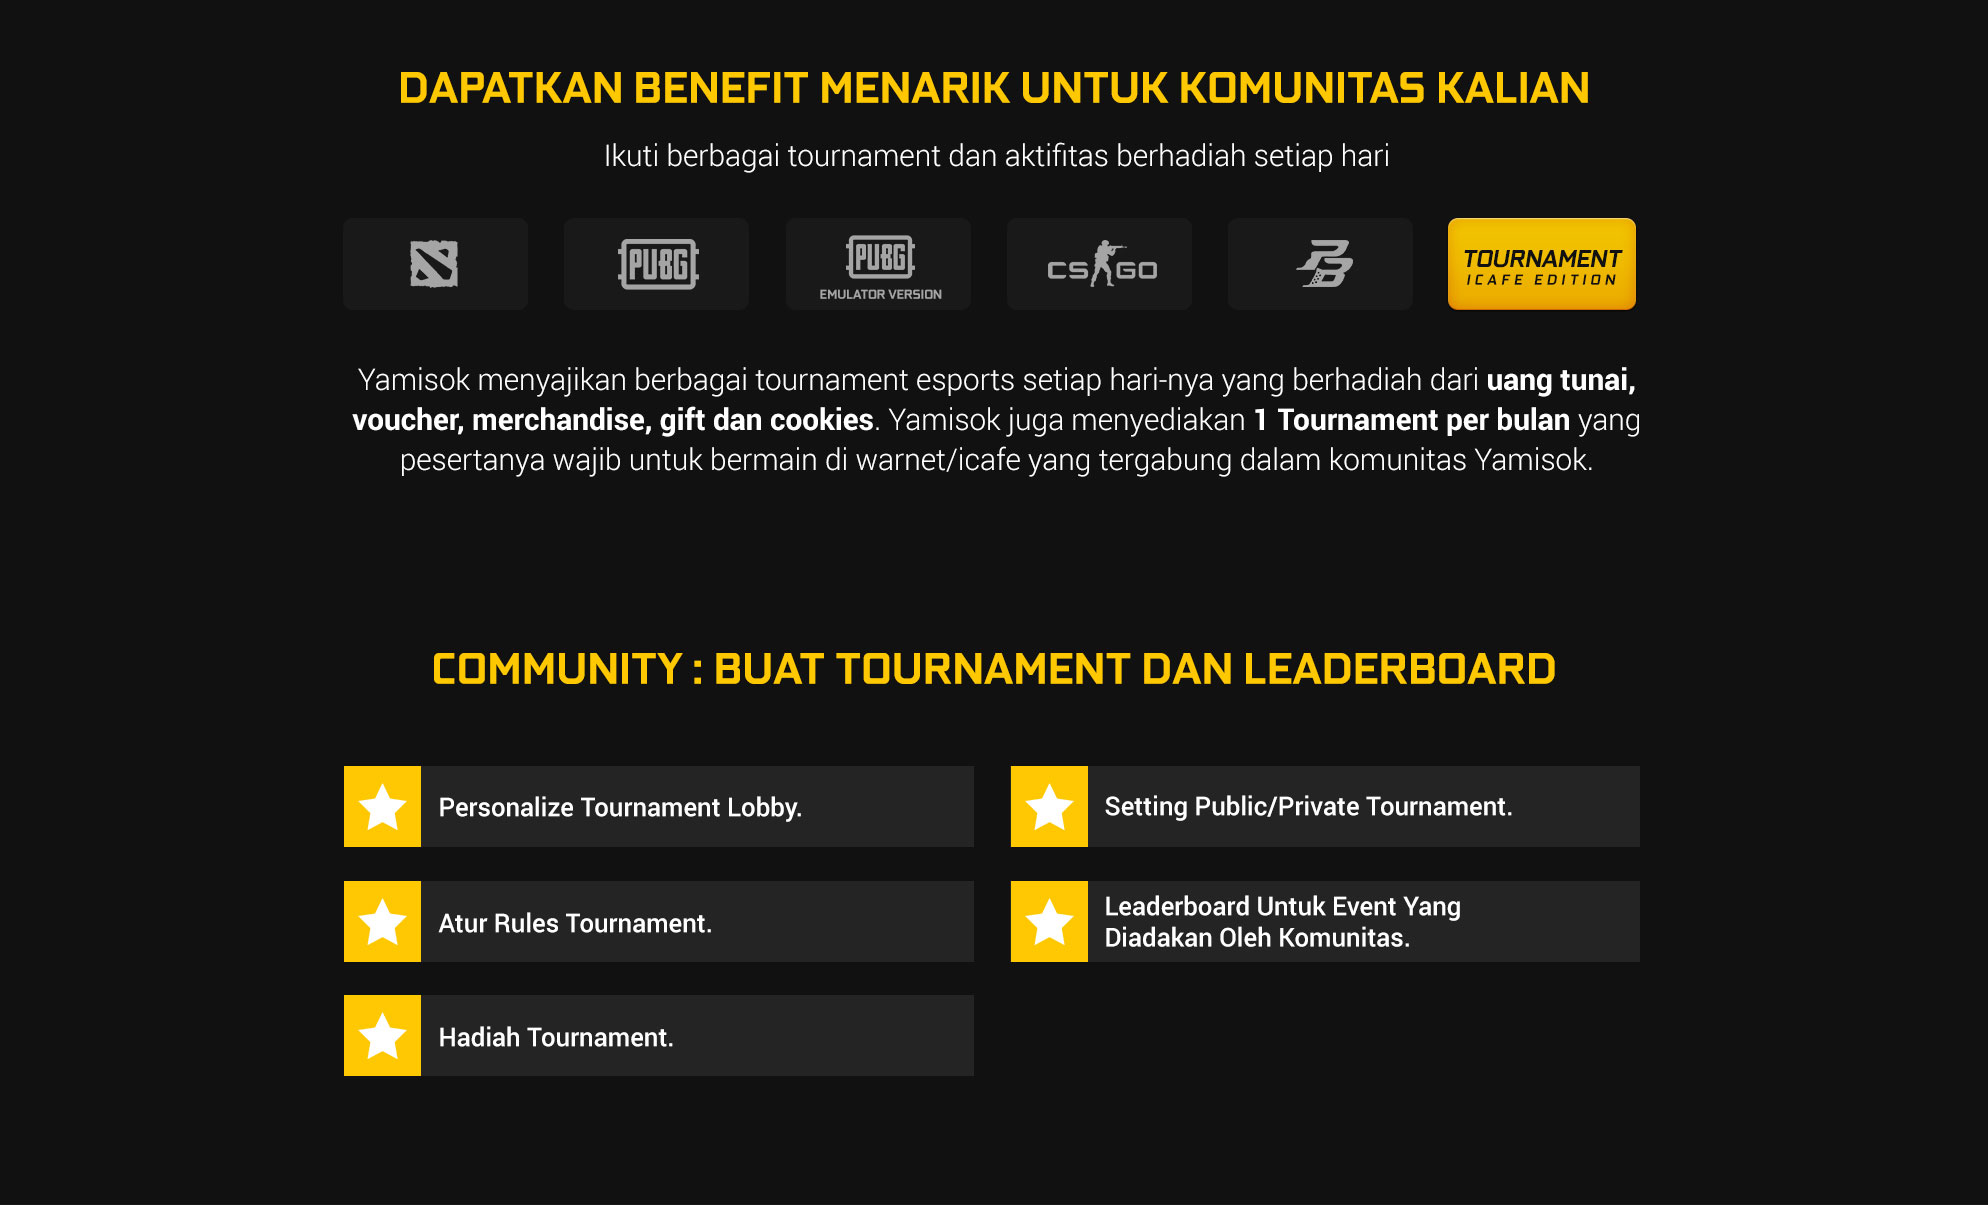 DAPATKAN BENEFIT MENARIK UNTUK KOMUNITAS KALIAN
Ikuti berbagai tournament dan aktifitas berhadiah setiap hari
PUBG
PUBG
EMULATOR VERSION
CS GO
PB
TOURNAMENT
ICAFE EDITION
Yamisok menyajikan berbagai tournament esports setiap hari-nya yang berhadiah dari uang tunai,
voucher, merchandise, gift dan cookies. Yamisok juga menyediakan 1 Tournament per bulan yang
pesertanya wajib untuk bermain di warnet/icafe yang tergabung dalam komunitas Yamisok.
COMMUNITY : BUAT TOURNAMENT DAN LEADERBOARD
Personalize Tournament Lobby.
Setting Public/Private Tournament.
Atur Rules Tournament.
Leaderboard Untuk Event Yang
Diadakan Oleh Komunitas.
Hadiah Tournament.